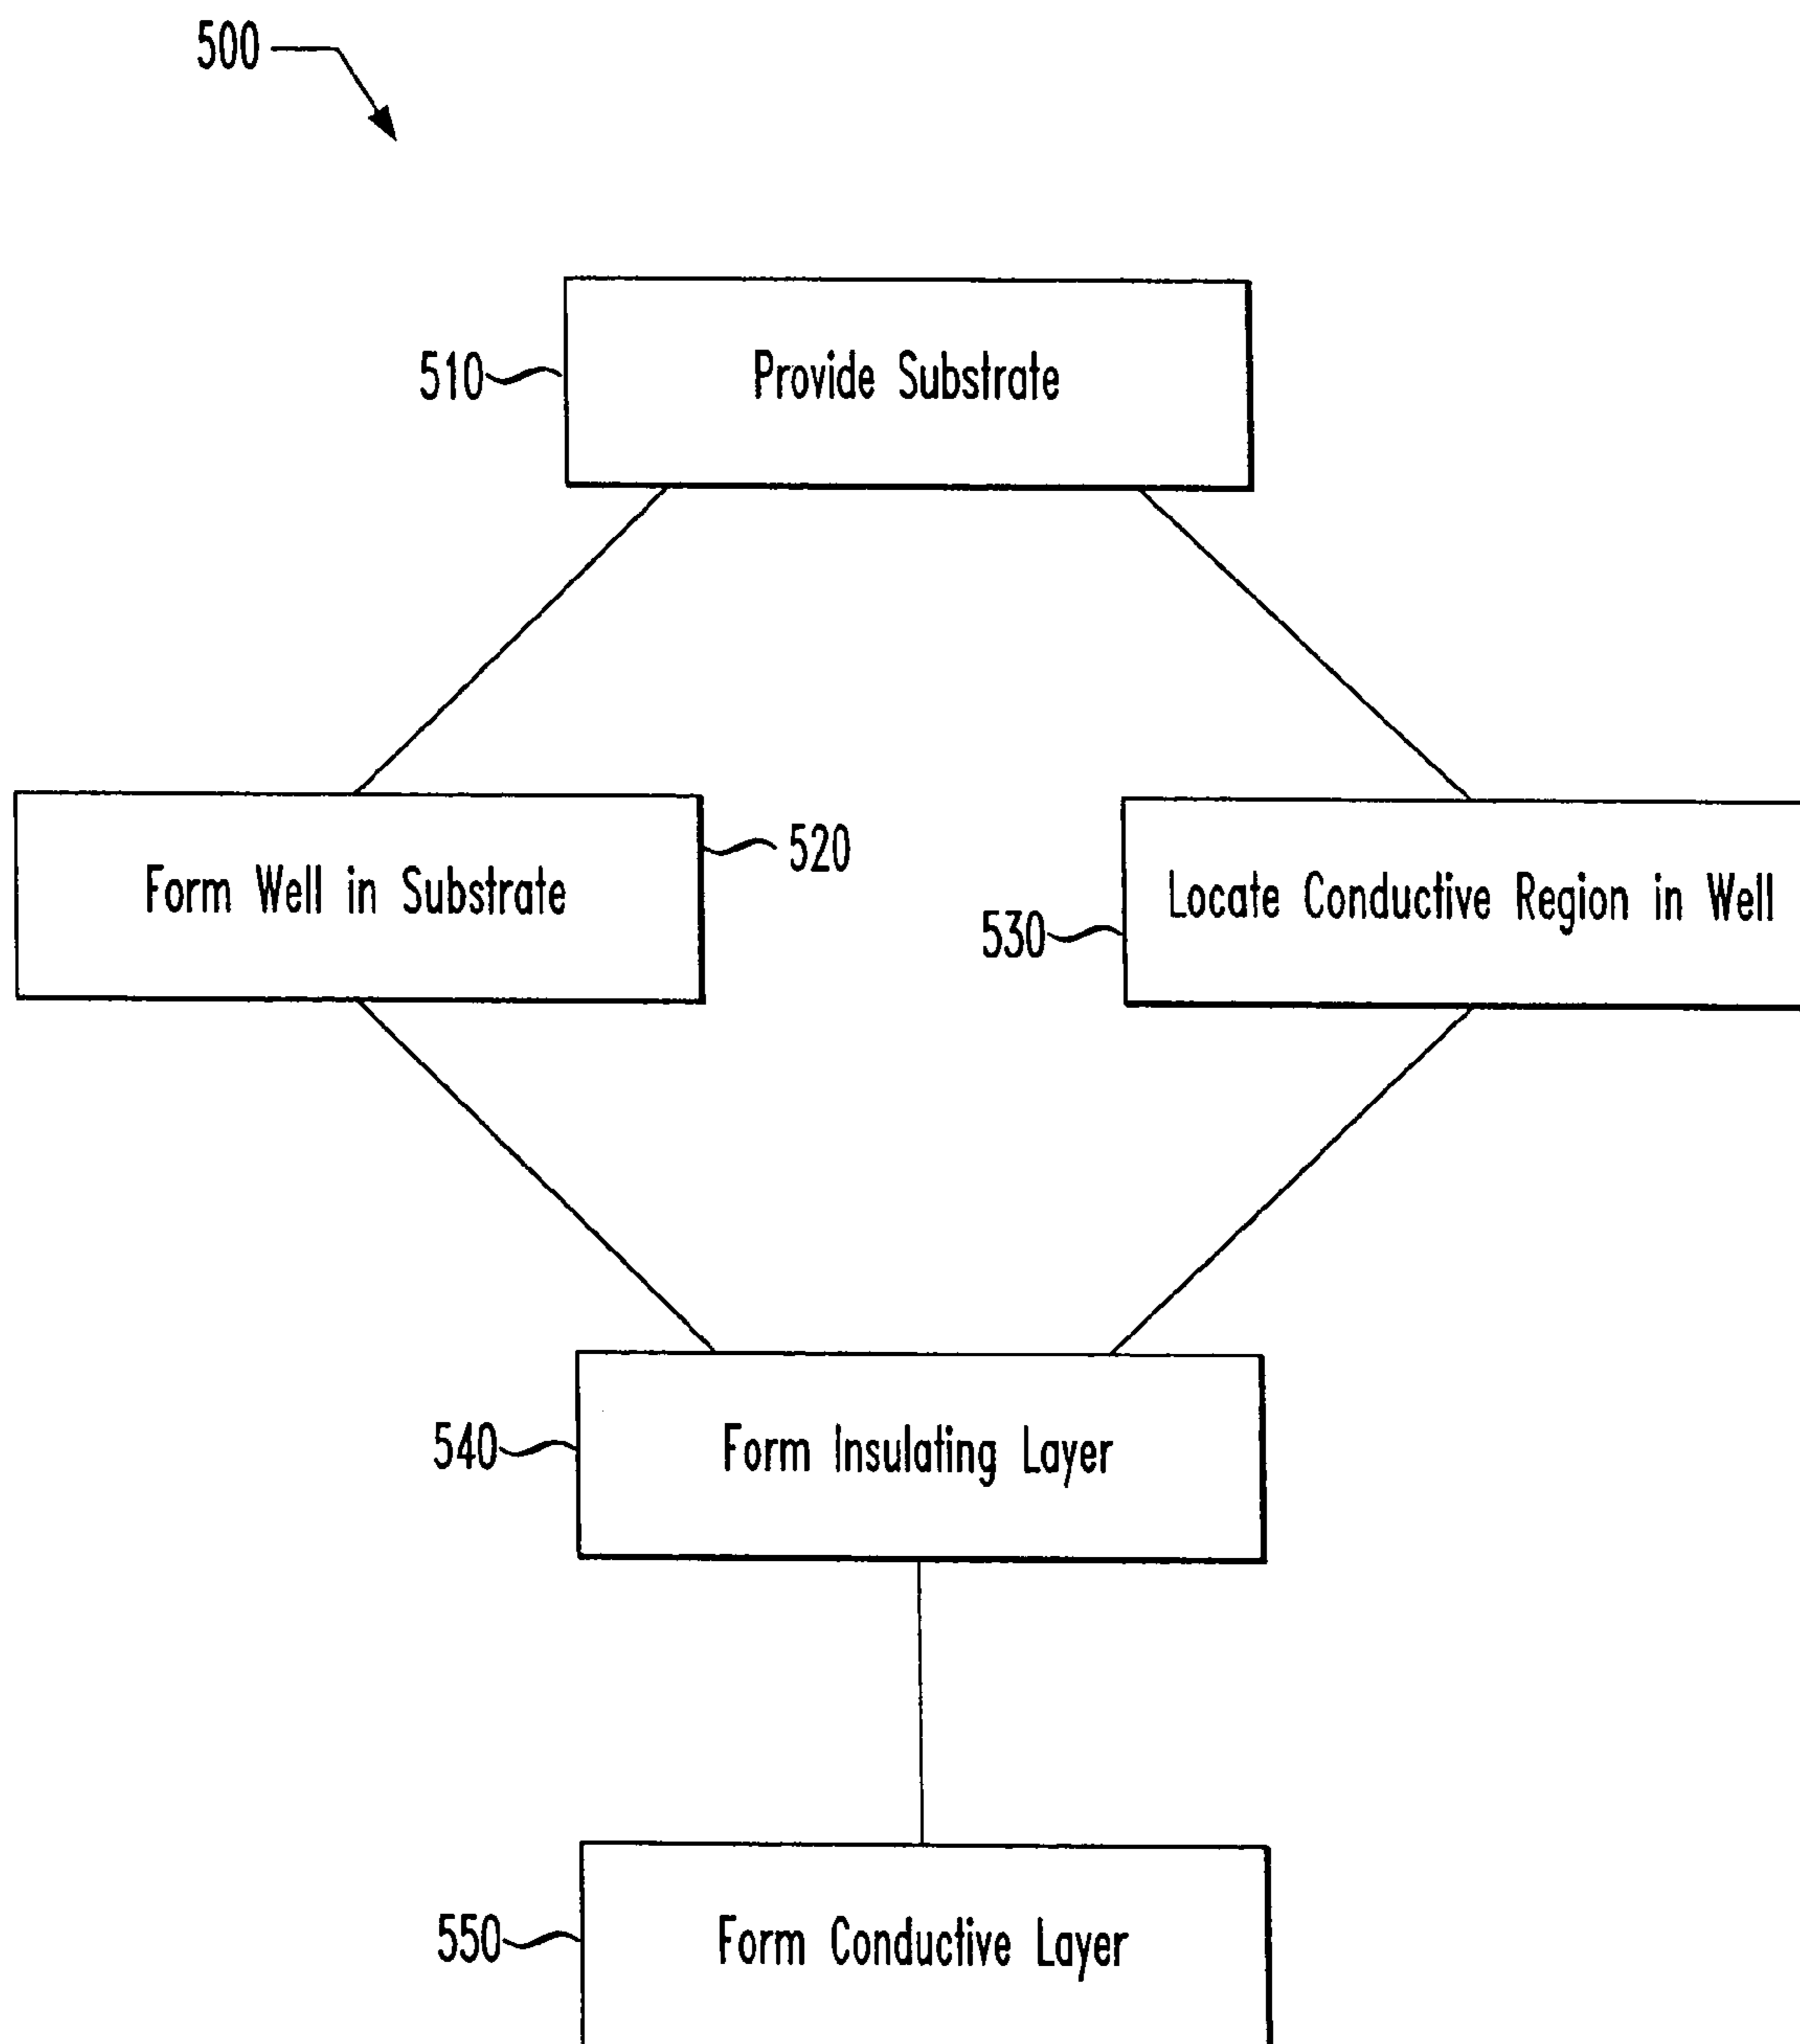 500
510
Provide Substrate
Form Well in Substrate
520
530
Locate Conductive Region in Well
540
Form Insulating Layer
550
Form Conductive Layer